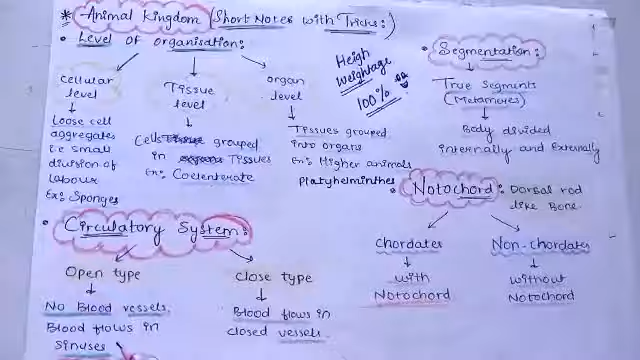 * Animal Kingdom (Short Notes with Tricks:)
• Level of organisation:
Cellular
level
Loose cell
aggregates
i.e small
division of
labour
Ex: Sponges
Tissue
level
Cells grouped
in Tissues
Ex: Coelenterate
organ
level
Tissues grouped
into organs
Ex: Higher animals
Platyhelminthes
Heigh
weightage
100%
• Segmentation:
True Segments
(Metameres)
Body divided
internally and Externally
• Notochord: Dorsal rod
like Bone
Chordates
with
Notochord
Non-chordates
without
Notochord
• Circulatory System:
Open type
No Blood vessels.
Blood flows in
sinuses
Close type
Blood flows in
closed vessels